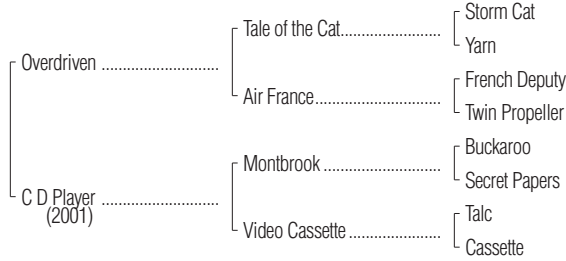 Storm Cat
Tale of the Cat
Yarn
Overdriven
French Deputy
Air France
Twin Propeller
Buckaroo
Montbrook
Secret Papers
C D Player
(2001)
Talc
Video Cassette
Cassette